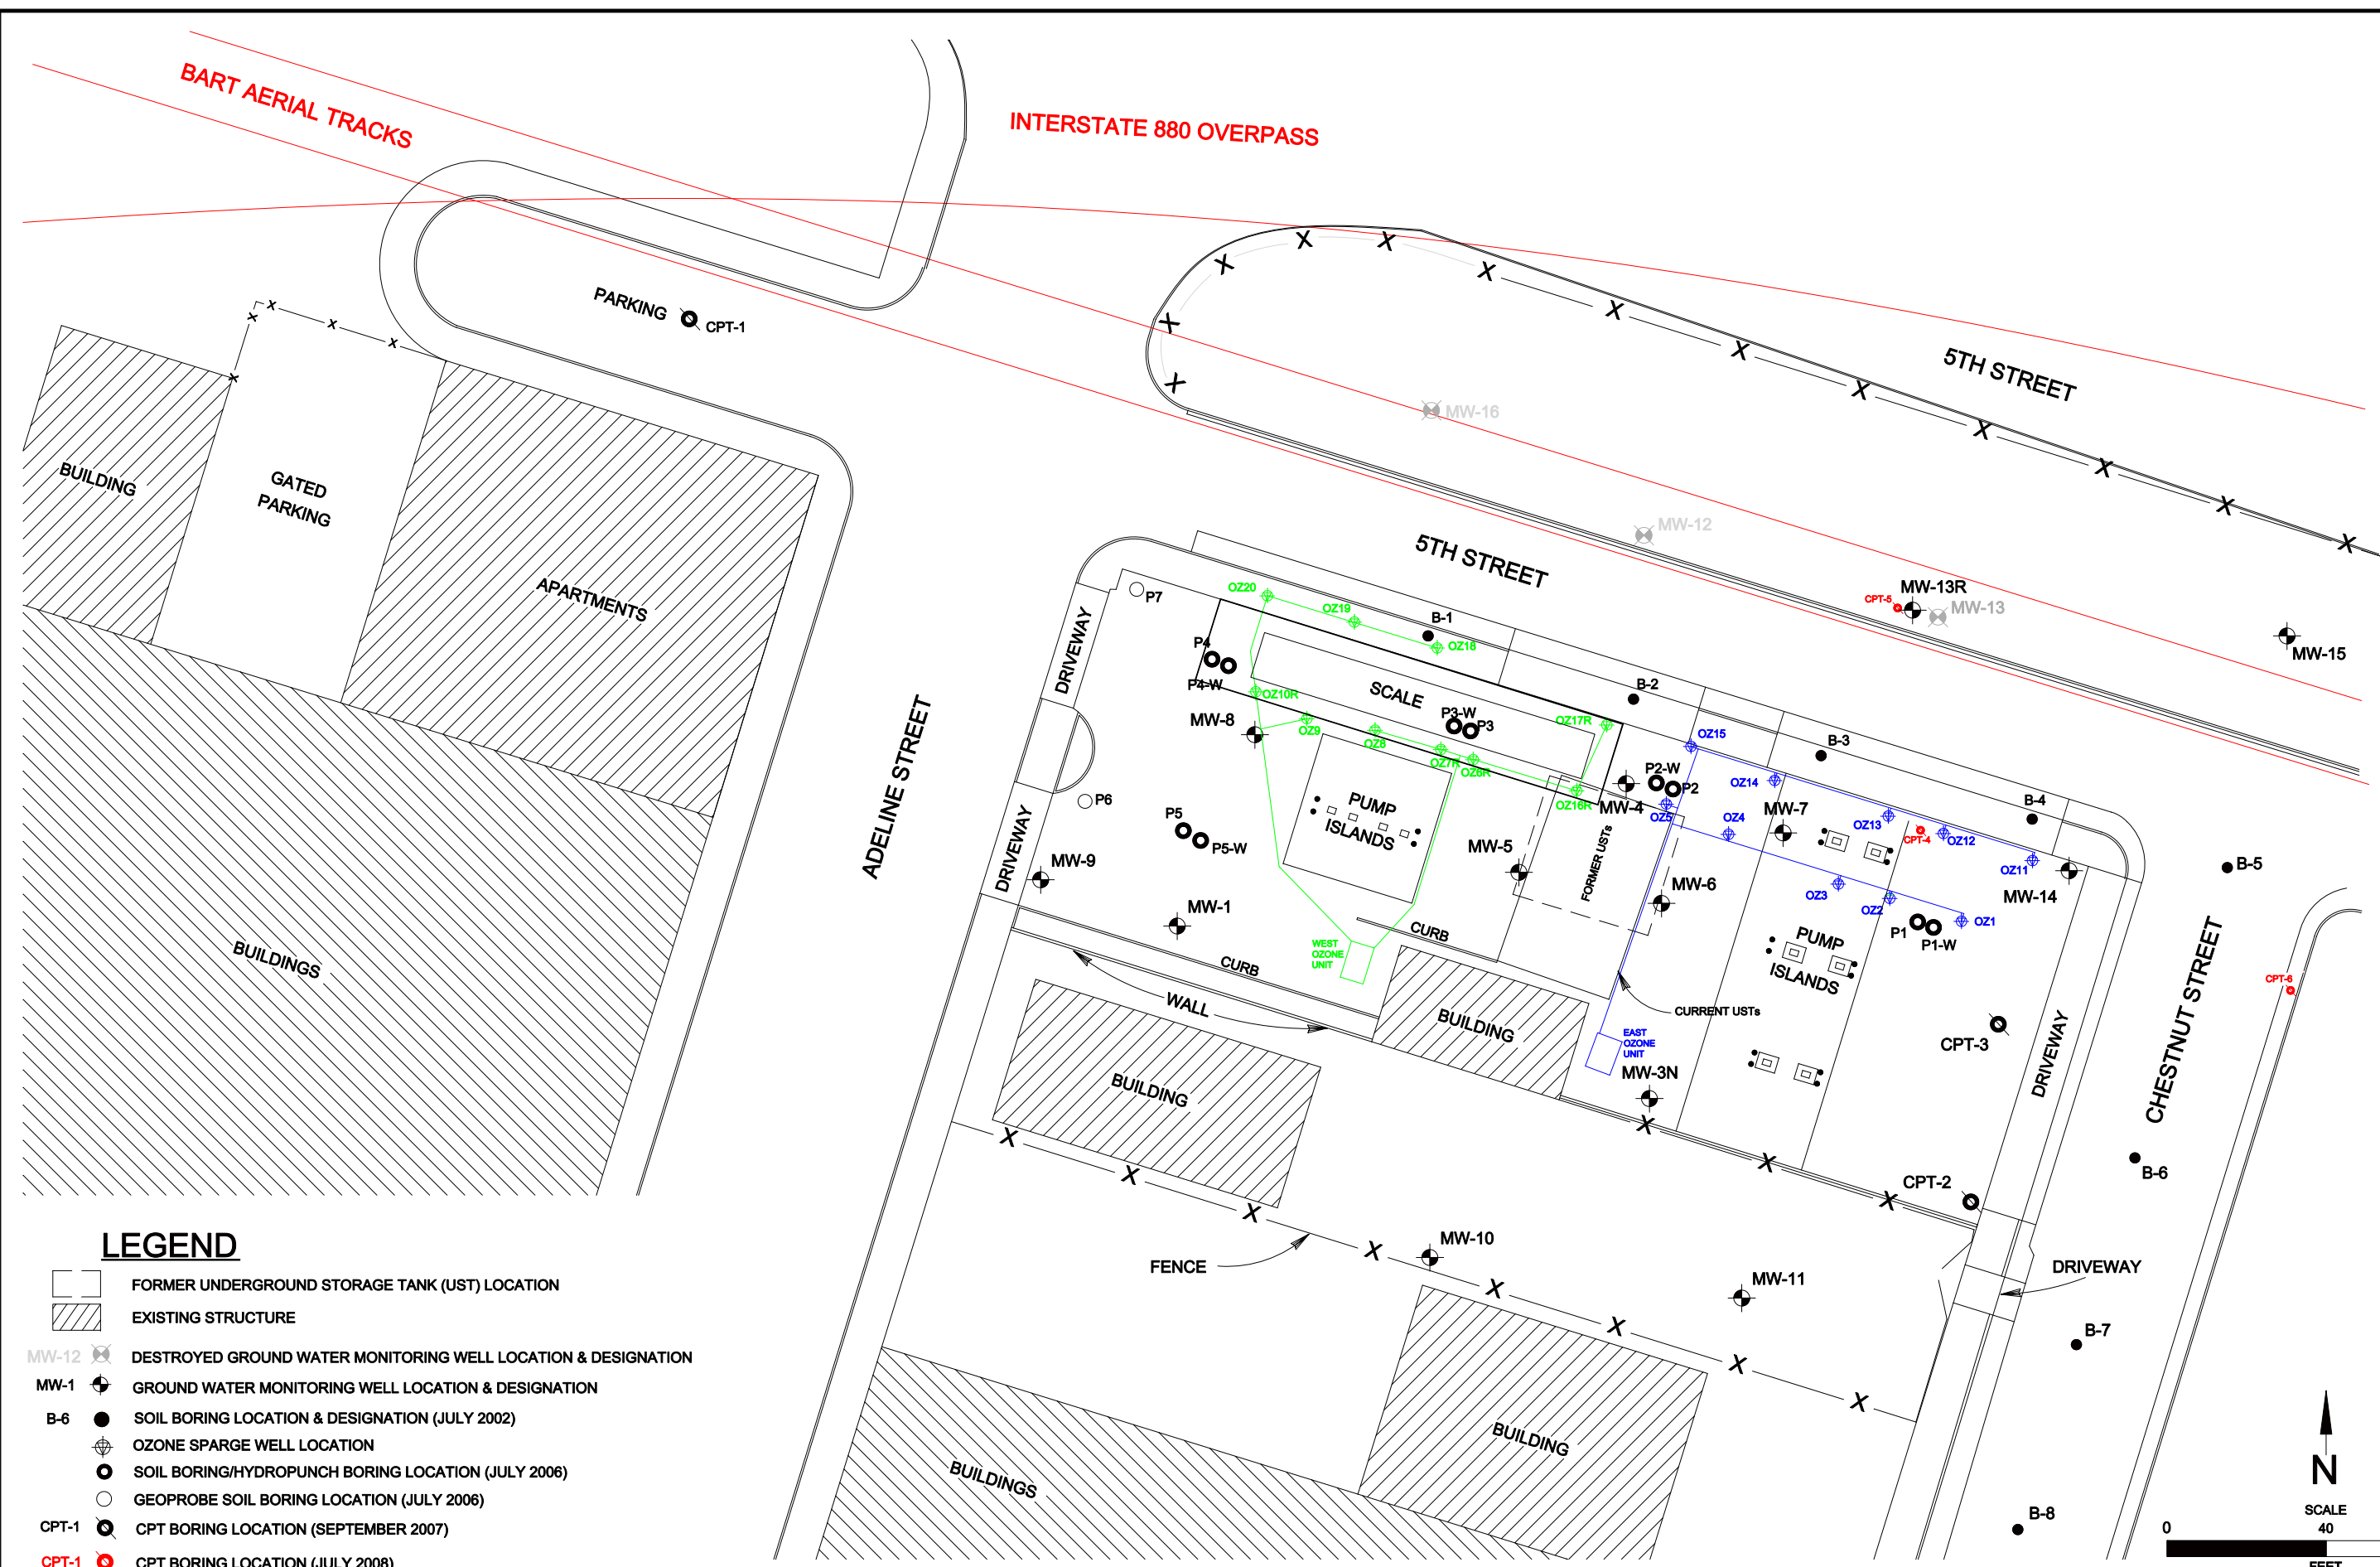 BART AERIAL TRACKS
INTERSTATE 880 OVERPASS
PARKING
CPT-1
5TH STREET
MW-16
MW-12
BUILDING
GATED
PARKING
APARTMENTS
5TH STREET
MW-13R
CPT-5
MW-13
MW-15
P7
OZ20
OZ19
B-1
OZ18
DRIVEWAY
P4
P4-W
OZ10R
SCALE
B-2
MW-8
OZ9
OZ8
P3-W
P3
OZ17R
OZ15
B-3
OZ7R
OZ6R
OZ16R
P2-W
P2
OZ14
MW-4
OZ5
OZ4
MW-7
B-4
ADELINE STREET
P6
P5
P5-W
PUMP
ISLANDS
MW-5
FORMER USTs
OZ13
CPT-4
OZ12
OZ11
MW-14
B-5
DRIVEWAY
MW-9
MW-1
MW-6
OZ3
OZ2
OZ1
P1
P1-W
CURB
WEST
OZONE
UNIT
CURB
PUMP
ISLANDS
CHESTNUT STREET
CPT-6
BUILDINGS
WALL
BUILDING
CURRENT USTs
EAST
OZONE
UNIT
CPT-3
DRIVEWAY
BUILDING
MW-3N
B-6
CPT-2
FENCE
MW-10
MW-11
DRIVEWAY
B-7
BUILDING
BUILDINGS
B-8
LEGEND
FORMER UNDERGROUND STORAGE TANK (UST) LOCATION
EXISTING STRUCTURE
MW-12 DESTROYED GROUND WATER MONITORING WELL LOCATION & DESIGNATION
MW-1 GROUND WATER MONITORING WELL LOCATION & DESIGNATION
B-6 SOIL BORING LOCATION & DESIGNATION (JULY 2002)
OZONE SPARGE WELL LOCATION
SOIL BORING/HYDROPUNCH BORING LOCATION (JULY 2006)
GEOPROBE SOIL BORING LOCATION (JULY 2006)
CPT-1 CPT BORING LOCATION (SEPTEMBER 2007)
CPT-1 CPT BORING LOCATION (JULY 2008)
N
SCALE
0 40
FEET